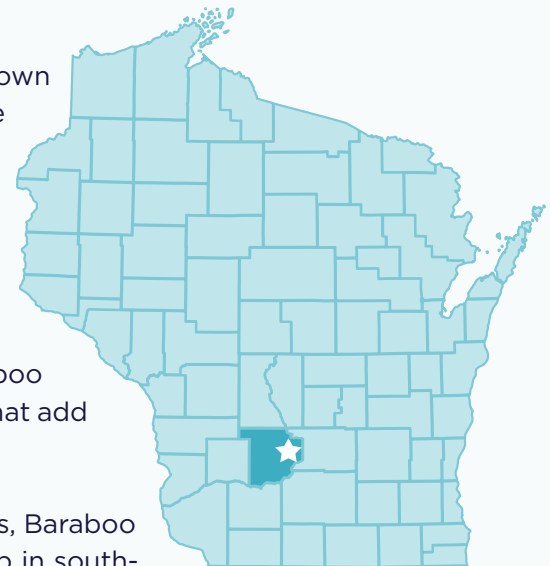 own
e
boo
hat add
s, Baraboo
p in south-